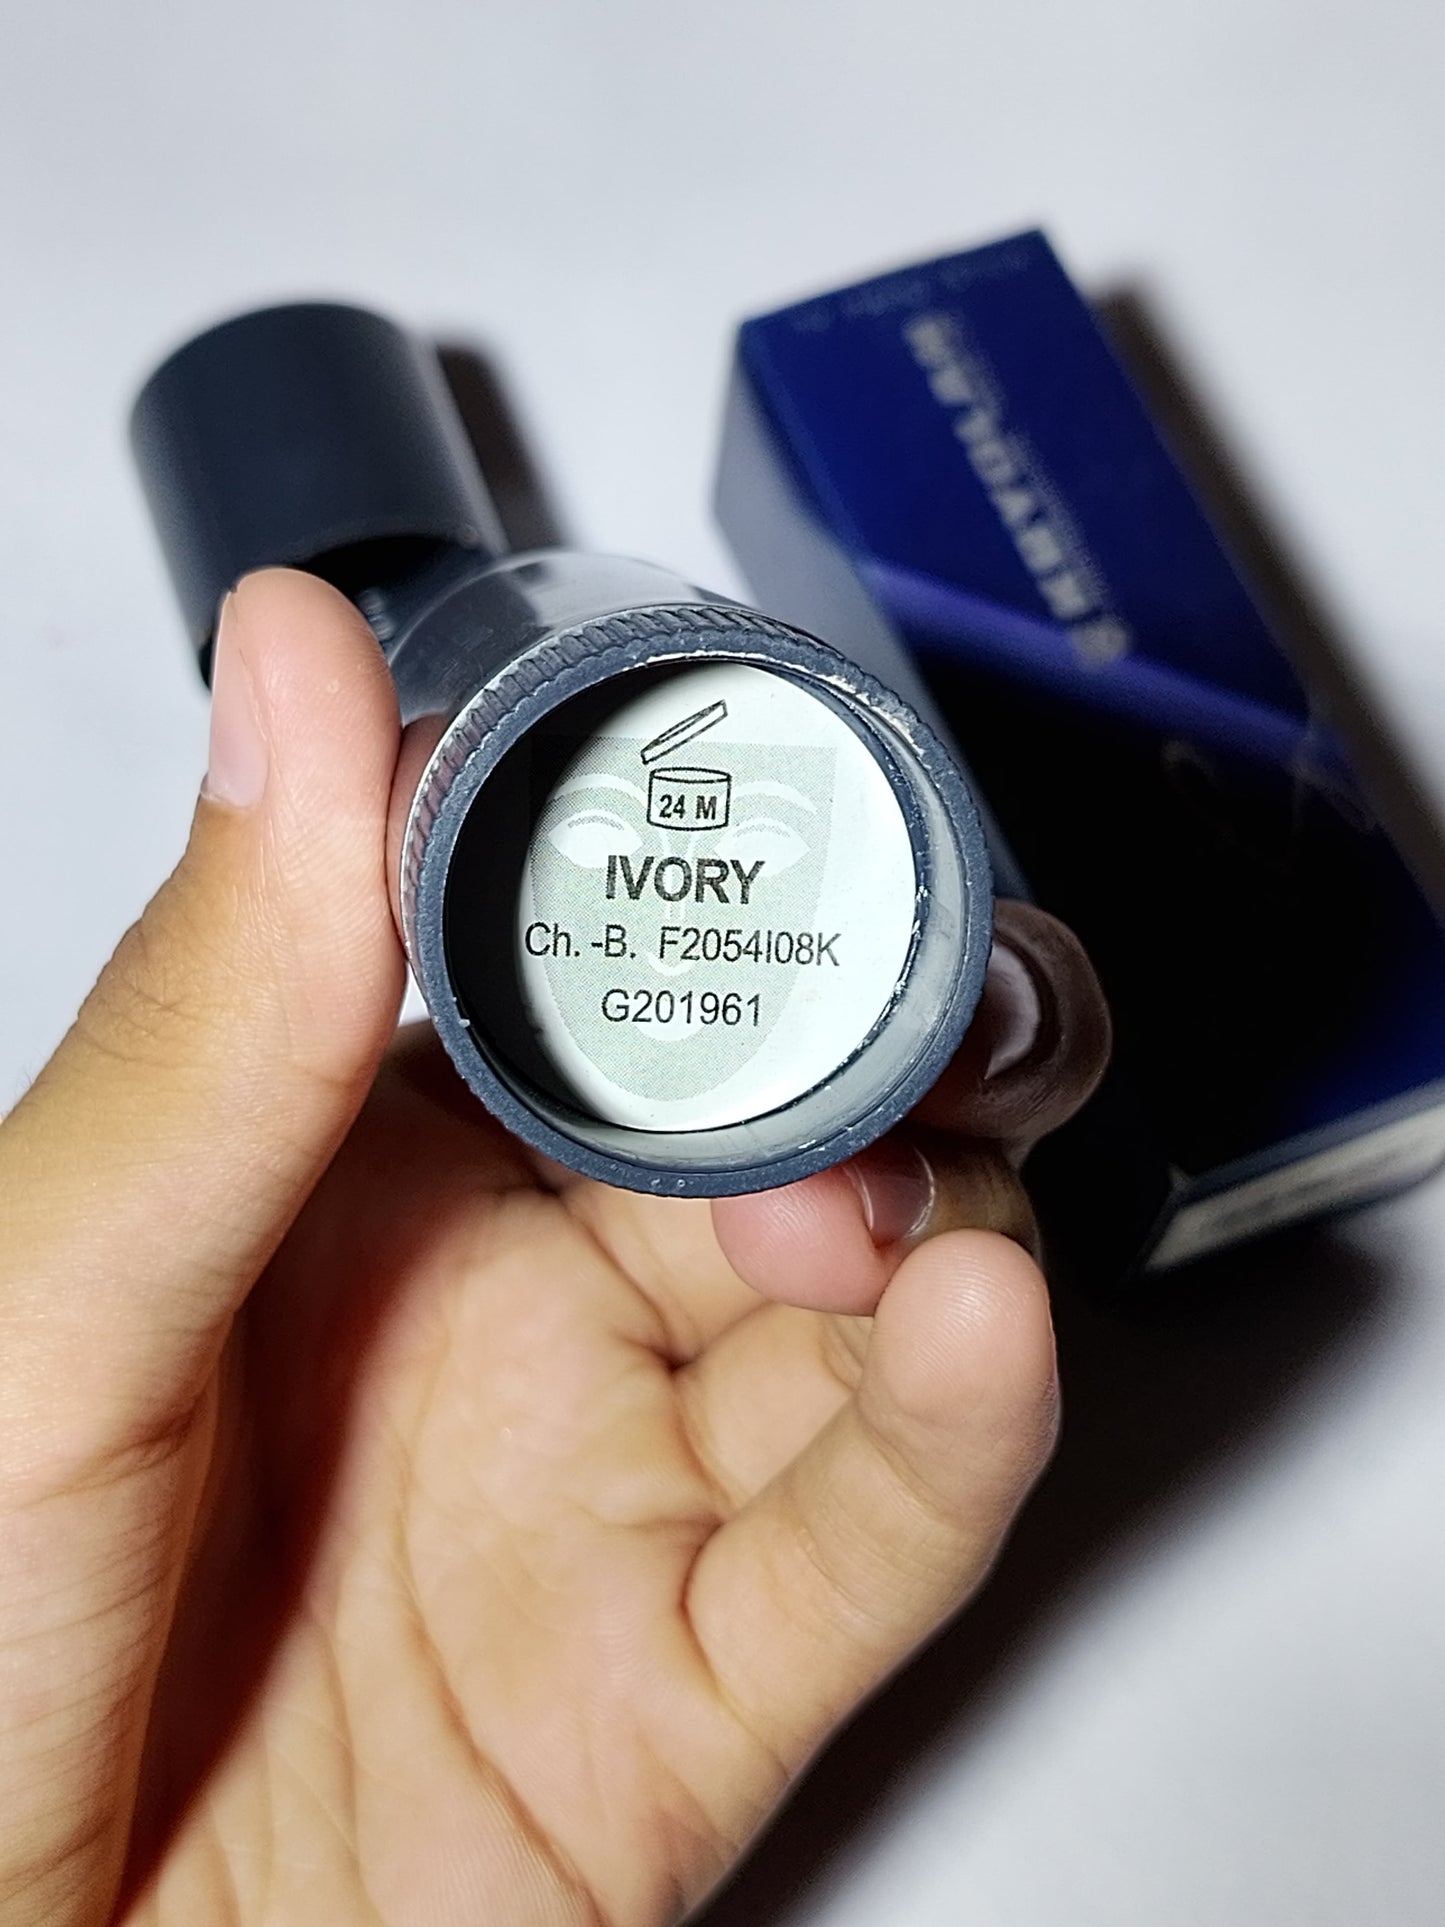 24 M
IVORY
Ch. -B. F2054I08K
G201961
KRYOLAN